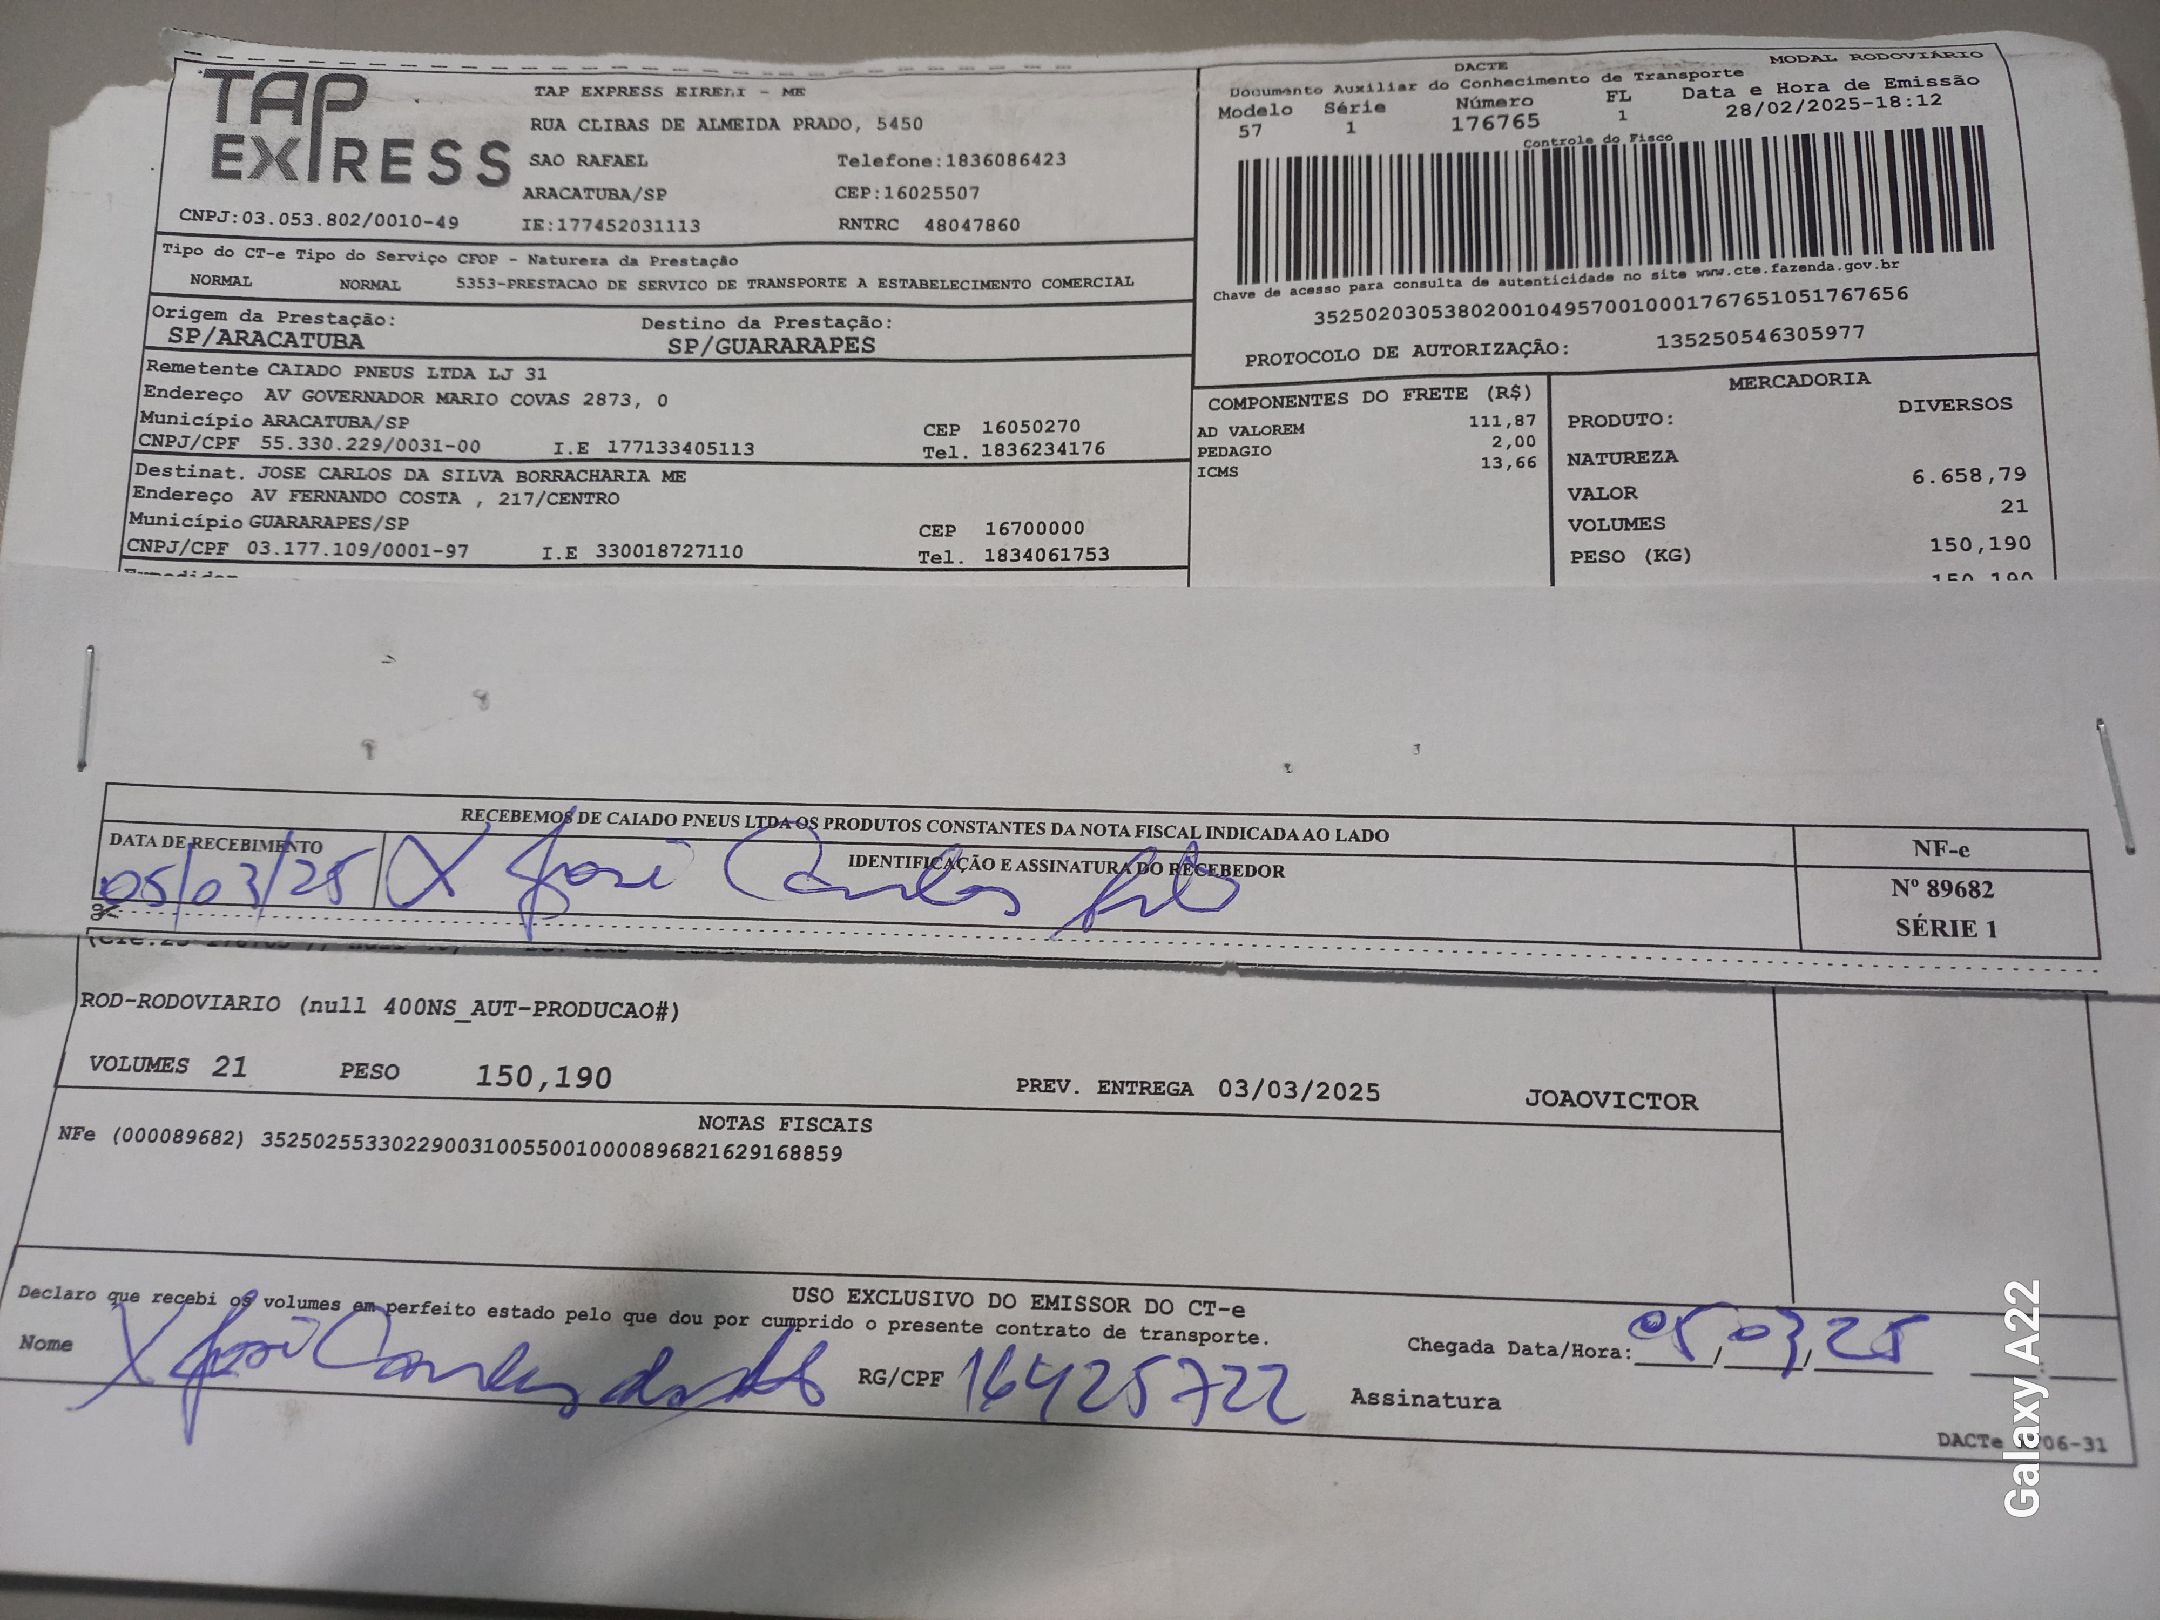 TAP EXPRESS
TAP EXPRESS EIRELI - ME
RUA CLIBAS DE ALMEIDA PRADO, 5450
SAO RAFAEL Telefone:1836086423
ARACATUBA/SP CEP:16025507
CNPJ:03.053.802/0010-49 IE:177452031113 RNTRC 48047860
DACTE MODAL RODOVIÁRIO
Documento Auxiliar do Conhecimento de Transporte
Modelo Série Número FL Data e Hora de Emissão
57 1 176765 1 28/02/2025-18:12
Controle do Fisco
Chave de acesso para consulta de autenticidade no site www.cte.fazenda.gov.br
35250203053802001049570010001767651051767656
PROTOCOLO DE AUTORIZAÇÃO: 135250546305977
Tipo do CT-e Tipo do Serviço CFOP - Natureza da Prestação
NORMAL NORMAL 5353-PRESTACAO DE SERVICO DE TRANSPORTE A ESTABELECIMENTO COMERCIAL
Origem da Prestação: Destino da Prestação:
SP/ARACATUBA SP/GUARARAPES
Remetente CAIADO PNEUS LTDA LJ 31
Endereço AV GOVERNADOR MARIO COVAS 2873, 0
Município ARACATUBA/SP CEP 16050270
CNPJ/CPF 55.330.229/0031-00 I.E 177133405113 Tel. 1836234176
Destinat. JOSE CARLOS DA SILVA BORRACHARIA ME
Endereço AV FERNANDO COSTA , 217/CENTRO
Município GUARARAPES/SP CEP 16700000
CNPJ/CPF 03.177.109/0001-97 I.E 330018727110 Tel. 1834061753
COMPONENTES DO FRETE (R$)
AD VALOREM 111,87
PEDAGIO 2,00
ICMS 13,66
MERCADORIA
PRODUTO: DIVERSOS
NATUREZA
VALOR 6.658,79
VOLUMES 21
PESO (KG) 150,190
150,190
RECEBEMOS DE CAIADO PNEUS LTDA OS PRODUTOS CONSTANTES DA NOTA FISCAL INDICADA AO LADO
DATA DE RECEBIMENTO IDENTIFICAÇÃO E ASSINATURA DO RECEBEDOR
05/03/25 X José Carlos
NF-e
Nº 89682
SÉRIE 1
ROD-RODOVIARIO (null 400NS_AUT-PRODUCAO#)
VOLUMES 21 PESO 150,190 PREV. ENTREGA 03/03/2025 JOAOVICTOR
NOTAS FISCAIS
NFe (000089682) 35250255330229003100550010000896821629168859
USO EXCLUSIVO DO EMISSOR DO CT-e
Declaro que recebi os volumes em perfeito estado pelo que dou por cumprido o presente contrato de transporte.
Nome X José Carlos da RG/CPF 16425722 Chegada Data/Hora: 05/03/25
Assinatura
DACTe 06-31
Galaxy A22